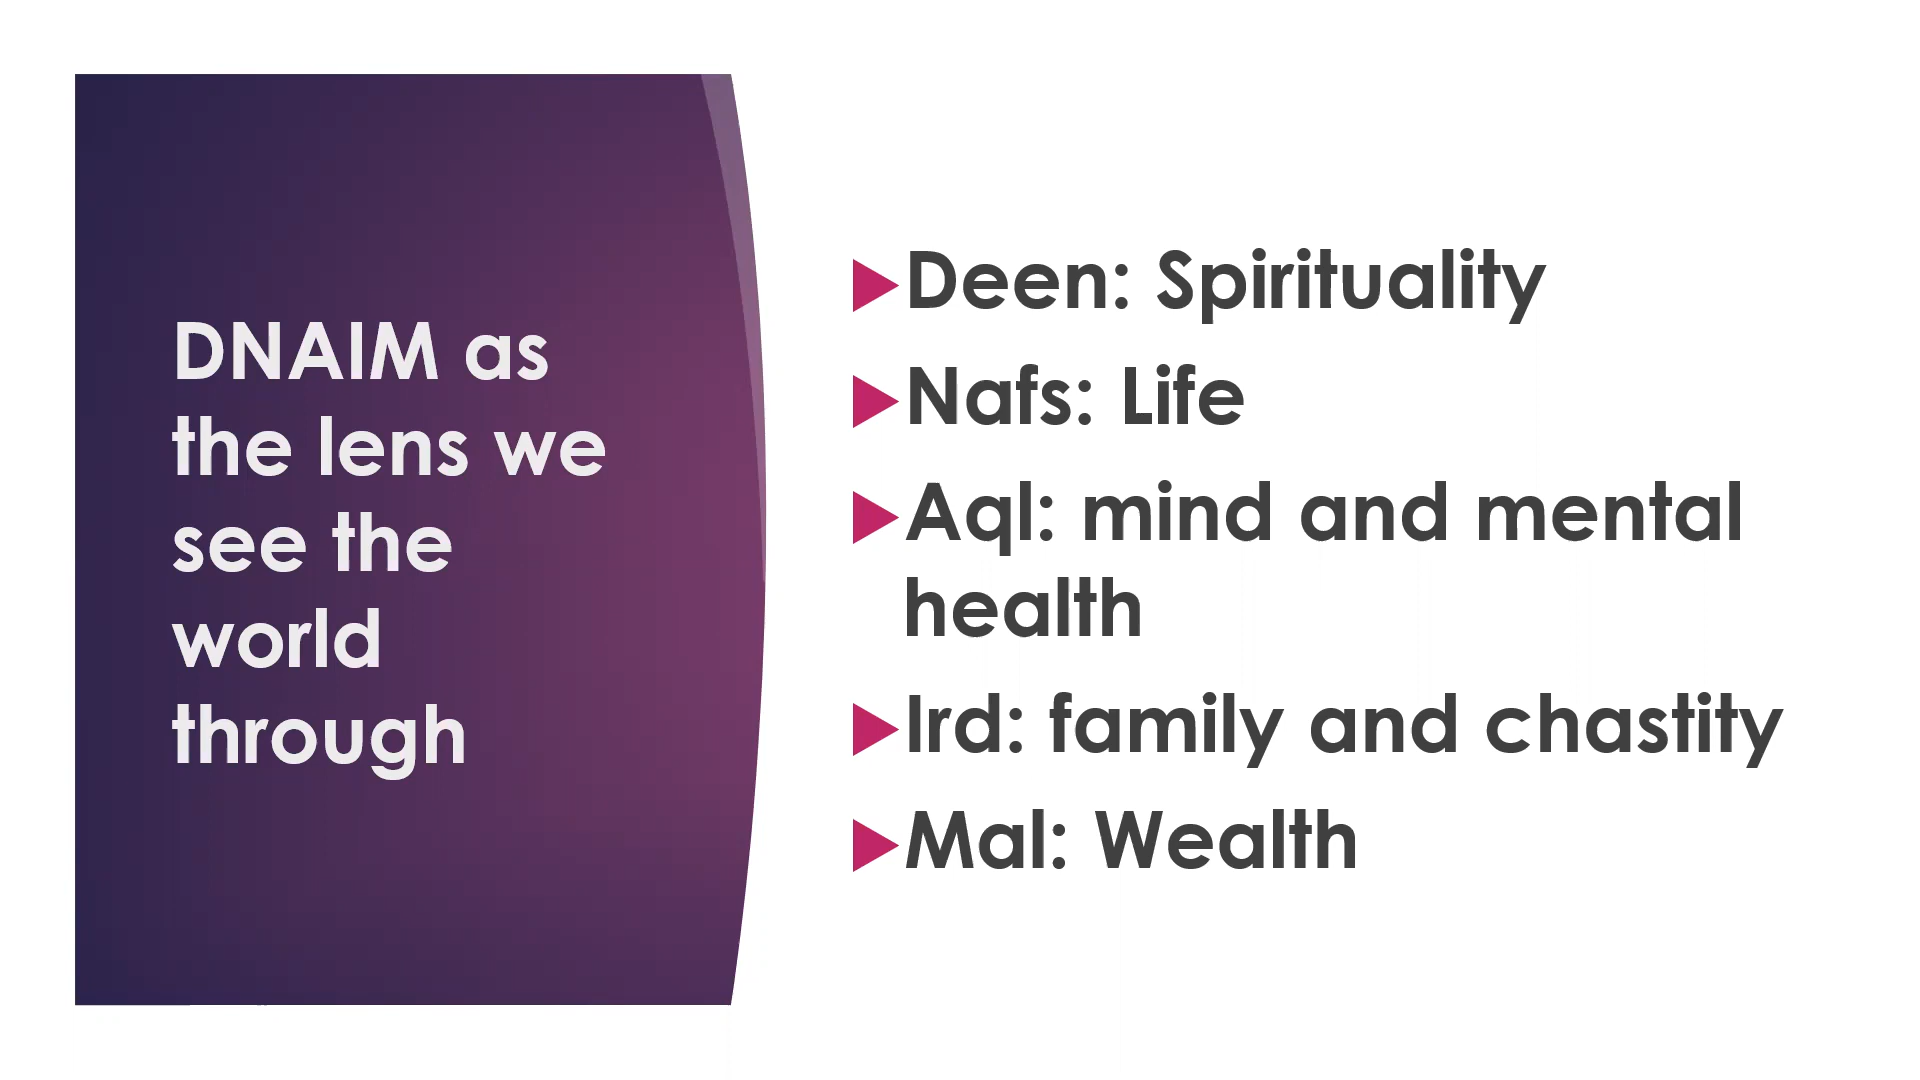 DNAIM as
the lens we
see the
world
through
Deen: Spirituality
Nafs: Life
Aql: mind and mental
health
Ird: family and chastity
Mal: Wealth